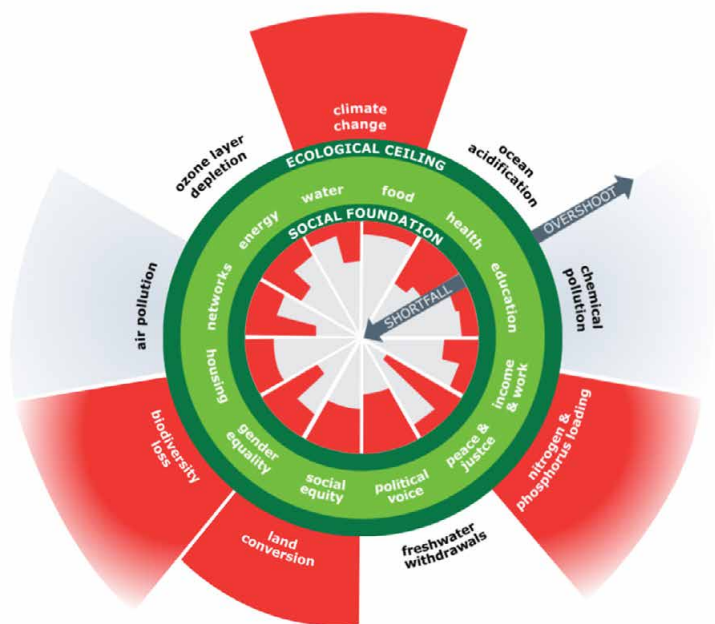 climate
change
ozone layer
depletion
ocean
acidification
ECOLOGICAL CEILING
OVERSHOOT
water
food
energy
health
SOCIAL FOUNDATION
networks
education
SHORTFALL
air pollution
chemical
pollution
housing
income
& work
biodiversity
loss
nitrogen &
phosphorus loading
gender
equality
peace &
justce
social
equity
political
voice
land
conversion
freshwater
withdrawals